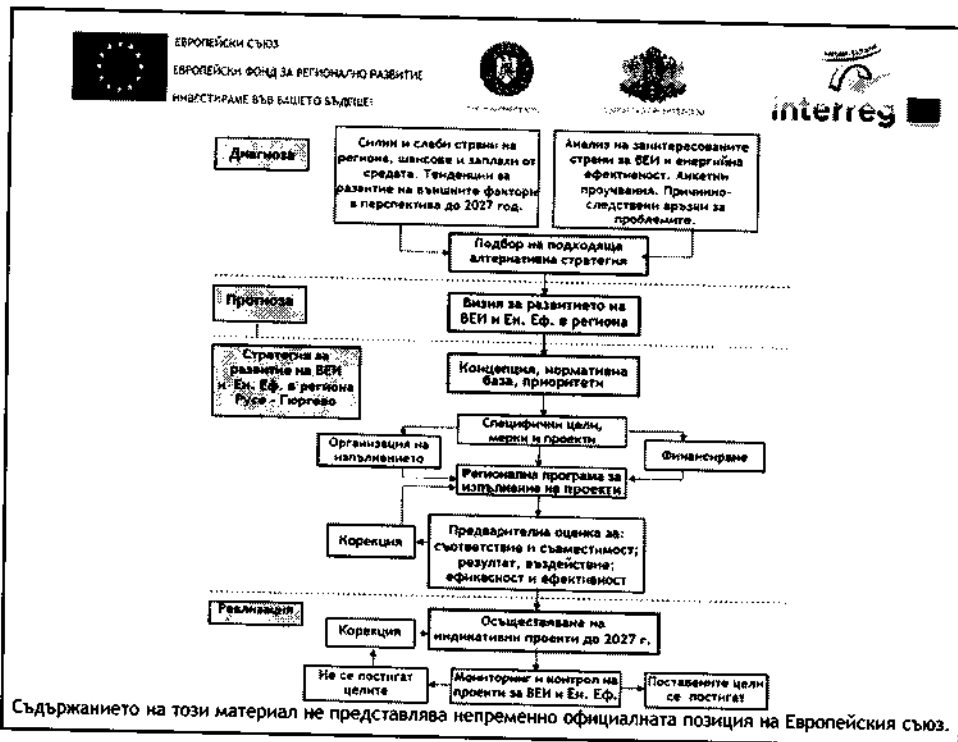 ЕВРОПЕЙСКИ СЪЮЗ
ЕВРОПЕЙСКИ ФОНД ЗА РЕГИОНАЛНО РАЗВИТИЕ
ИНВЕСТИРАМЕ ВЪВ ВАШЕТО БЪДЕЩЕ!
interreg
Диагноза
Силни и слаби страни на
региона, шансове и заплахи от
средата. Тенденции за
развитие на външните фактори
в перспектива до 2027 год.
Анализ на заинтересованите
страни за ВЕИ и енергийна
ефективност. Анкетни
проучвания. Причинно-
следствени връзки за
проблемите.
Подбор на подходяща
алтернативна стратегия
Прогноза
Визия за развитието на
ВЕИ и Ен. Еф. в региона
Стратегия за
развитие на ВЕИ
и Ен. Еф. в региона
Русе - Гюргево
Концепция, нормативна
база, приоритети
Специфични цели,
мерки и проекти
Организация на
изпълнението
Финансиране
Регионална програма за
изпълнение на проекти
Корекция
Предварителна оценка за:
съответствие и съвместимост;
резултат, въздействие;
ефикасност и ефективност
Реализация
Корекция
Осъществяване на
индикативни проекти до 2027 г.
Не се постигат
целите
Мониторинг и контрол на
проекти за ВЕИ и Ен. Еф.
Поставените цели
се постигат
Съдържанието на този материал не представлява непременно официалната позиция на Европейския съюз.